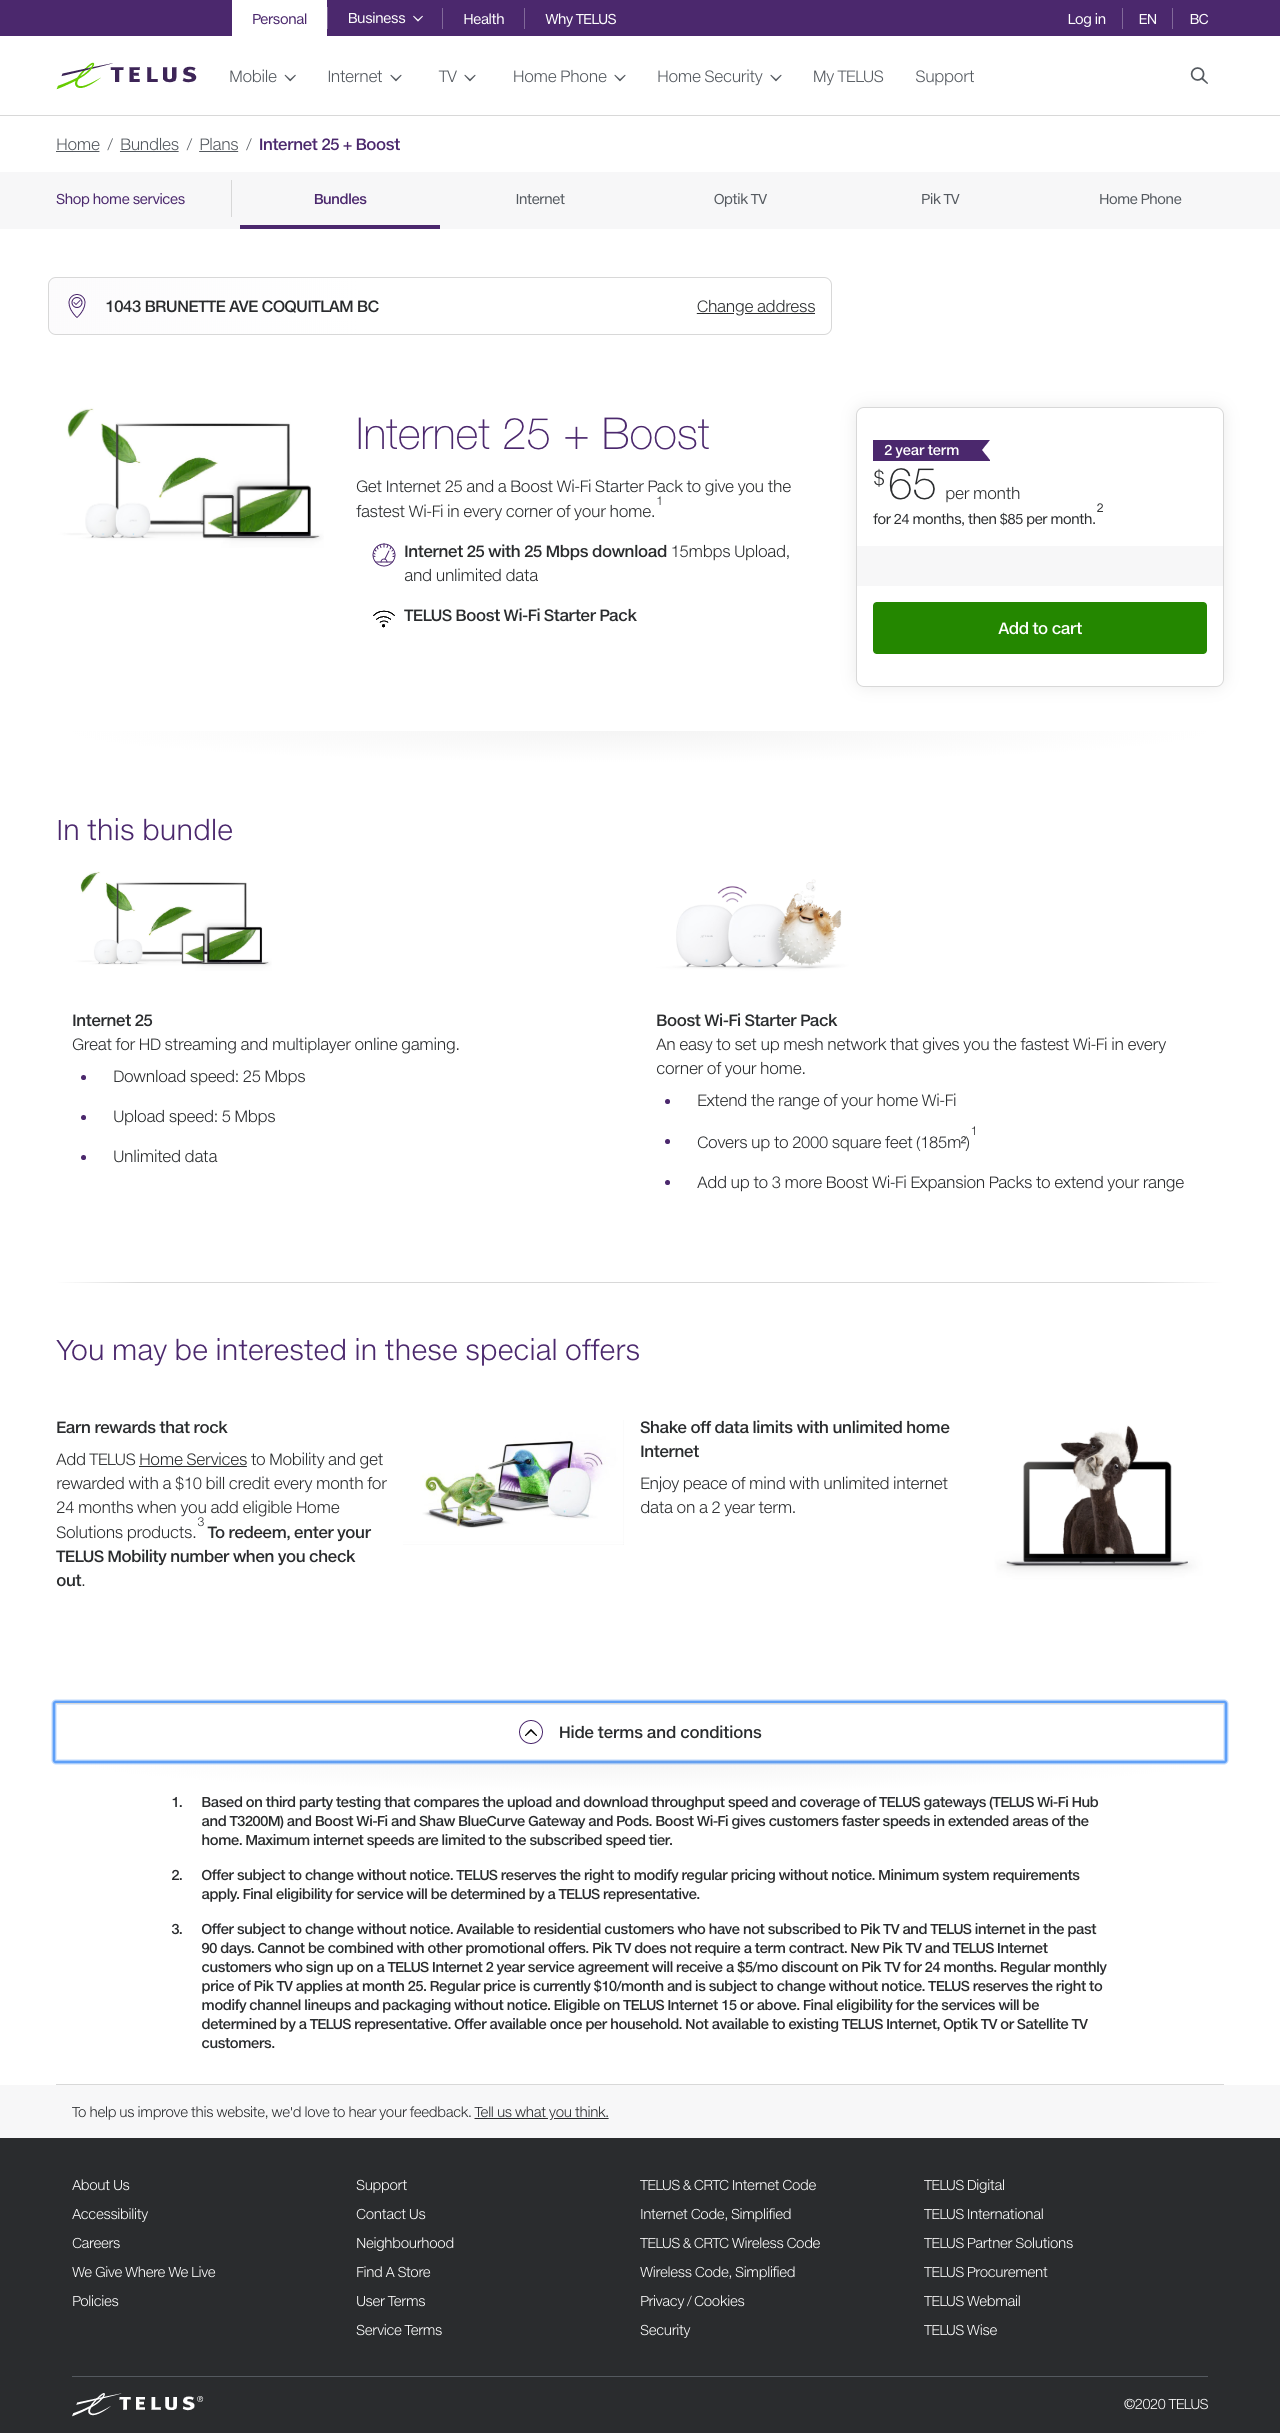 Personal
Business
Health
Why TELUS
Log in
EN
BC
TELUS
Mobile
Internet
TV
Home Phone
Home Security
My TELUS
Support
Home / Bundles / Plans / Internet 25 + Boost
Shop home services
Bundles
Internet
Optik TV
Pik TV
Home Phone
1043 BRUNETTE AVE COQUITLAM BC
Change address
Internet 25 + Boost
Get Internet 25 and a Boost Wi-Fi Starter Pack to give you the
fastest Wi-Fi in every corner of your home.1
Internet 25 with 25 Mbps download 15mbps Upload,
and unlimited data
TELUS Boost Wi-Fi Starter Pack
2 year term
$65 per month
for 24 months, then $85 per month.2
Add to cart
In this bundle
Internet 25
Great for HD streaming and multiplayer online gaming.
• Download speed: 25 Mbps
• Upload speed: 5 Mbps
• Unlimited data
Boost Wi-Fi Starter Pack
An easy to set up mesh network that gives you the fastest Wi-Fi in every
corner of your home.
• Extend the range of your home Wi-Fi
• Covers up to 2000 square feet (185m²)1
• Add up to 3 more Boost Wi-Fi Expansion Packs to extend your range
You may be interested in these special offers
Earn rewards that rock
Add TELUS Home Services to Mobility and get
rewarded with a $10 bill credit every month for
24 months when you add eligible Home
Solutions products.3 To redeem, enter your
TELUS Mobility number when you check
out.
Shake off data limits with unlimited home
Internet
Enjoy peace of mind with unlimited internet
data on a 2 year term.
Hide terms and conditions
1. Based on third party testing that compares the upload and download throughput speed and coverage of TELUS gateways (TELUS Wi-Fi Hub
and T3200M) and Boost Wi-Fi and Shaw BlueCurve Gateway and Pods. Boost Wi-Fi gives customers faster speeds in extended areas of the
home. Maximum internet speeds are limited to the subscribed speed tier.
2. Offer subject to change without notice. TELUS reserves the right to modify regular pricing without notice. Minimum system requirements
apply. Final eligibility for service will be determined by a TELUS representative.
3. Offer subject to change without notice. Available to residential customers who have not subscribed to Pik TV and TELUS internet in the past
90 days. Cannot be combined with other promotional offers. Pik TV does not require a term contract. New Pik TV and TELUS Internet
customers who sign up on a TELUS Internet 2 year service agreement will receive a $5/mo discount on Pik TV for 24 months. Regular monthly
price of Pik TV applies at month 25. Regular price is currently $10/month and is subject to change without notice. TELUS reserves the right to
modify channel lineups and packaging without notice. Eligible on TELUS Internet 15 or above. Final eligibility for the services will be
determined by a TELUS representative. Offer available once per household. Not available to existing TELUS Internet, Optik TV or Satellite TV
customers.
To help us improve this website, we'd love to hear your feedback. Tell us what you think.
About Us
Accessibility
Careers
We Give Where We Live
Policies
Support
Contact Us
Neighbourhood
Find A Store
User Terms
Service Terms
TELUS & CRTC Internet Code
Internet Code, Simplified
TELUS & CRTC Wireless Code
Wireless Code, Simplified
Privacy / Cookies
Security
TELUS Digital
TELUS International
TELUS Partner Solutions
TELUS Procurement
TELUS Webmail
TELUS Wise
TELUS®
©2020 TELUS